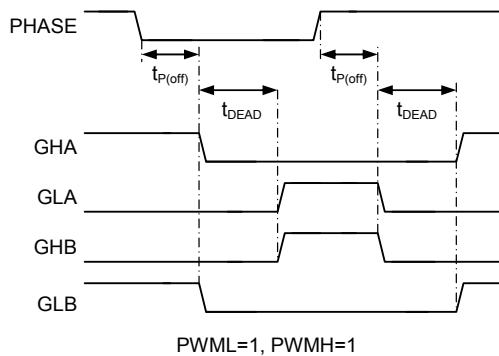 PHASE
tP(off) tP(off)
tDEAD tDEAD
GHA
GLA
GHB
GLB
PWML=1, PWMH=1